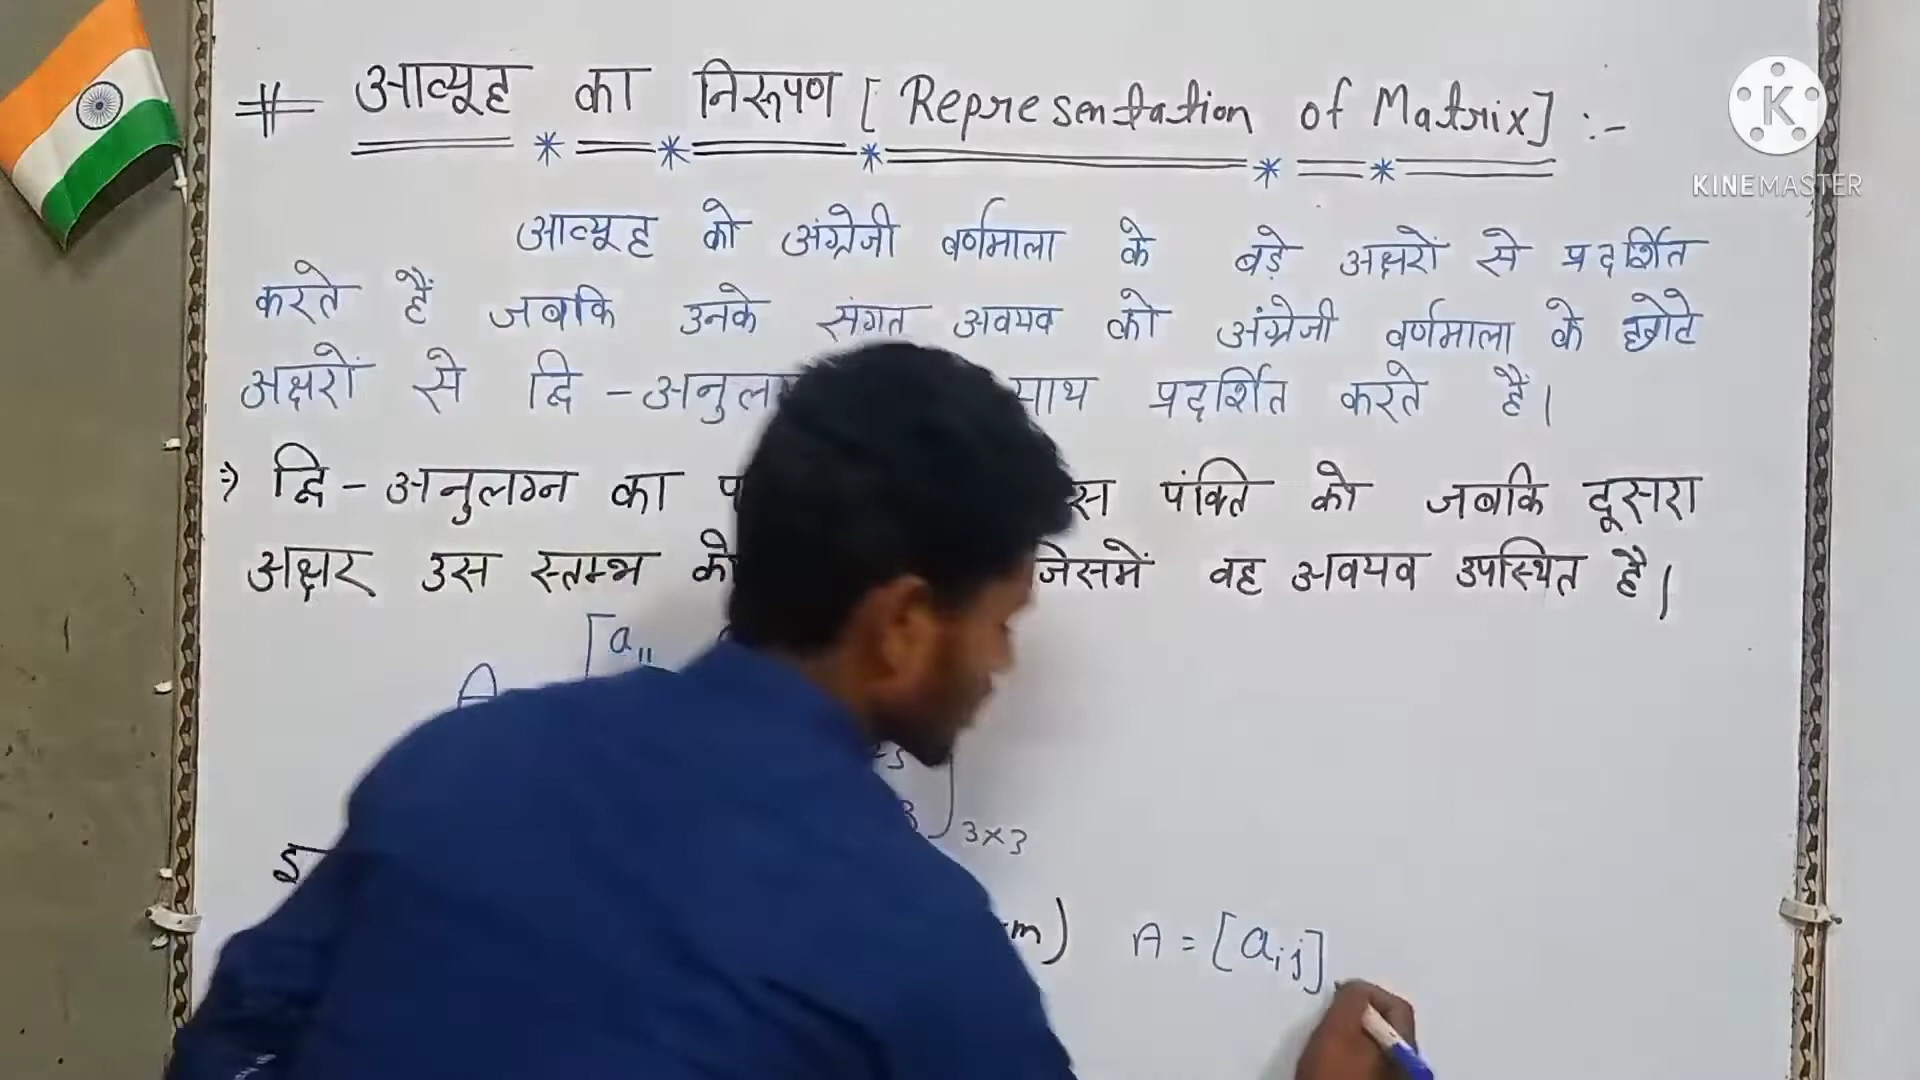 # आव्यूह का निरूपण [Representation of Matrix] :-
KINEMASTER
आव्यूह को अंग्रेजी वर्णमाला के बड़े अक्षरों से प्रदर्शित
करते हैं जबकि उनके संगत अवयव को अंग्रेजी वर्णमाला के छोटे
अक्षरों से द्वि-अनुल साथ प्रदर्शित करते हैं।
⇒ द्वि-अनुलग्न का पंक्ति को जबकि दूसरा
अक्षर उस स्तम्भ को जिसमें वह अवयव उपस्थित है।
A [a₁₁
3×3
m) A = [aᵢⱼ]